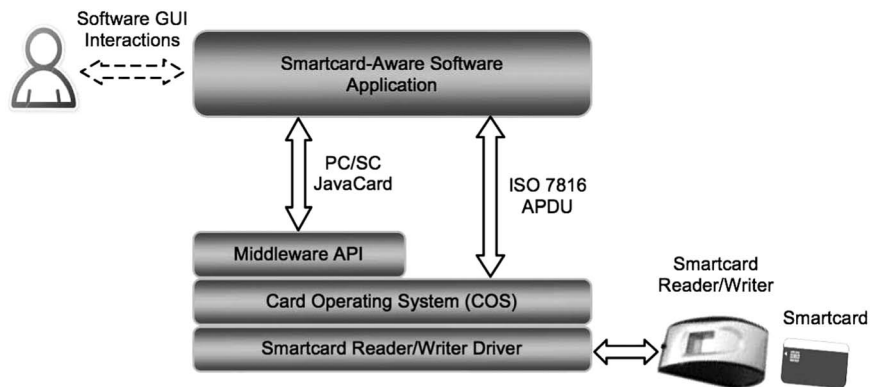 Software GUI
Interactions
Smartcard-Aware Software
Application
PC/SC
JavaCard
ISO 7816
APDU
Middleware API
Card Operating System (COS)
Smartcard Reader/Writer Driver
Smartcard
Reader/Writer
Smartcard